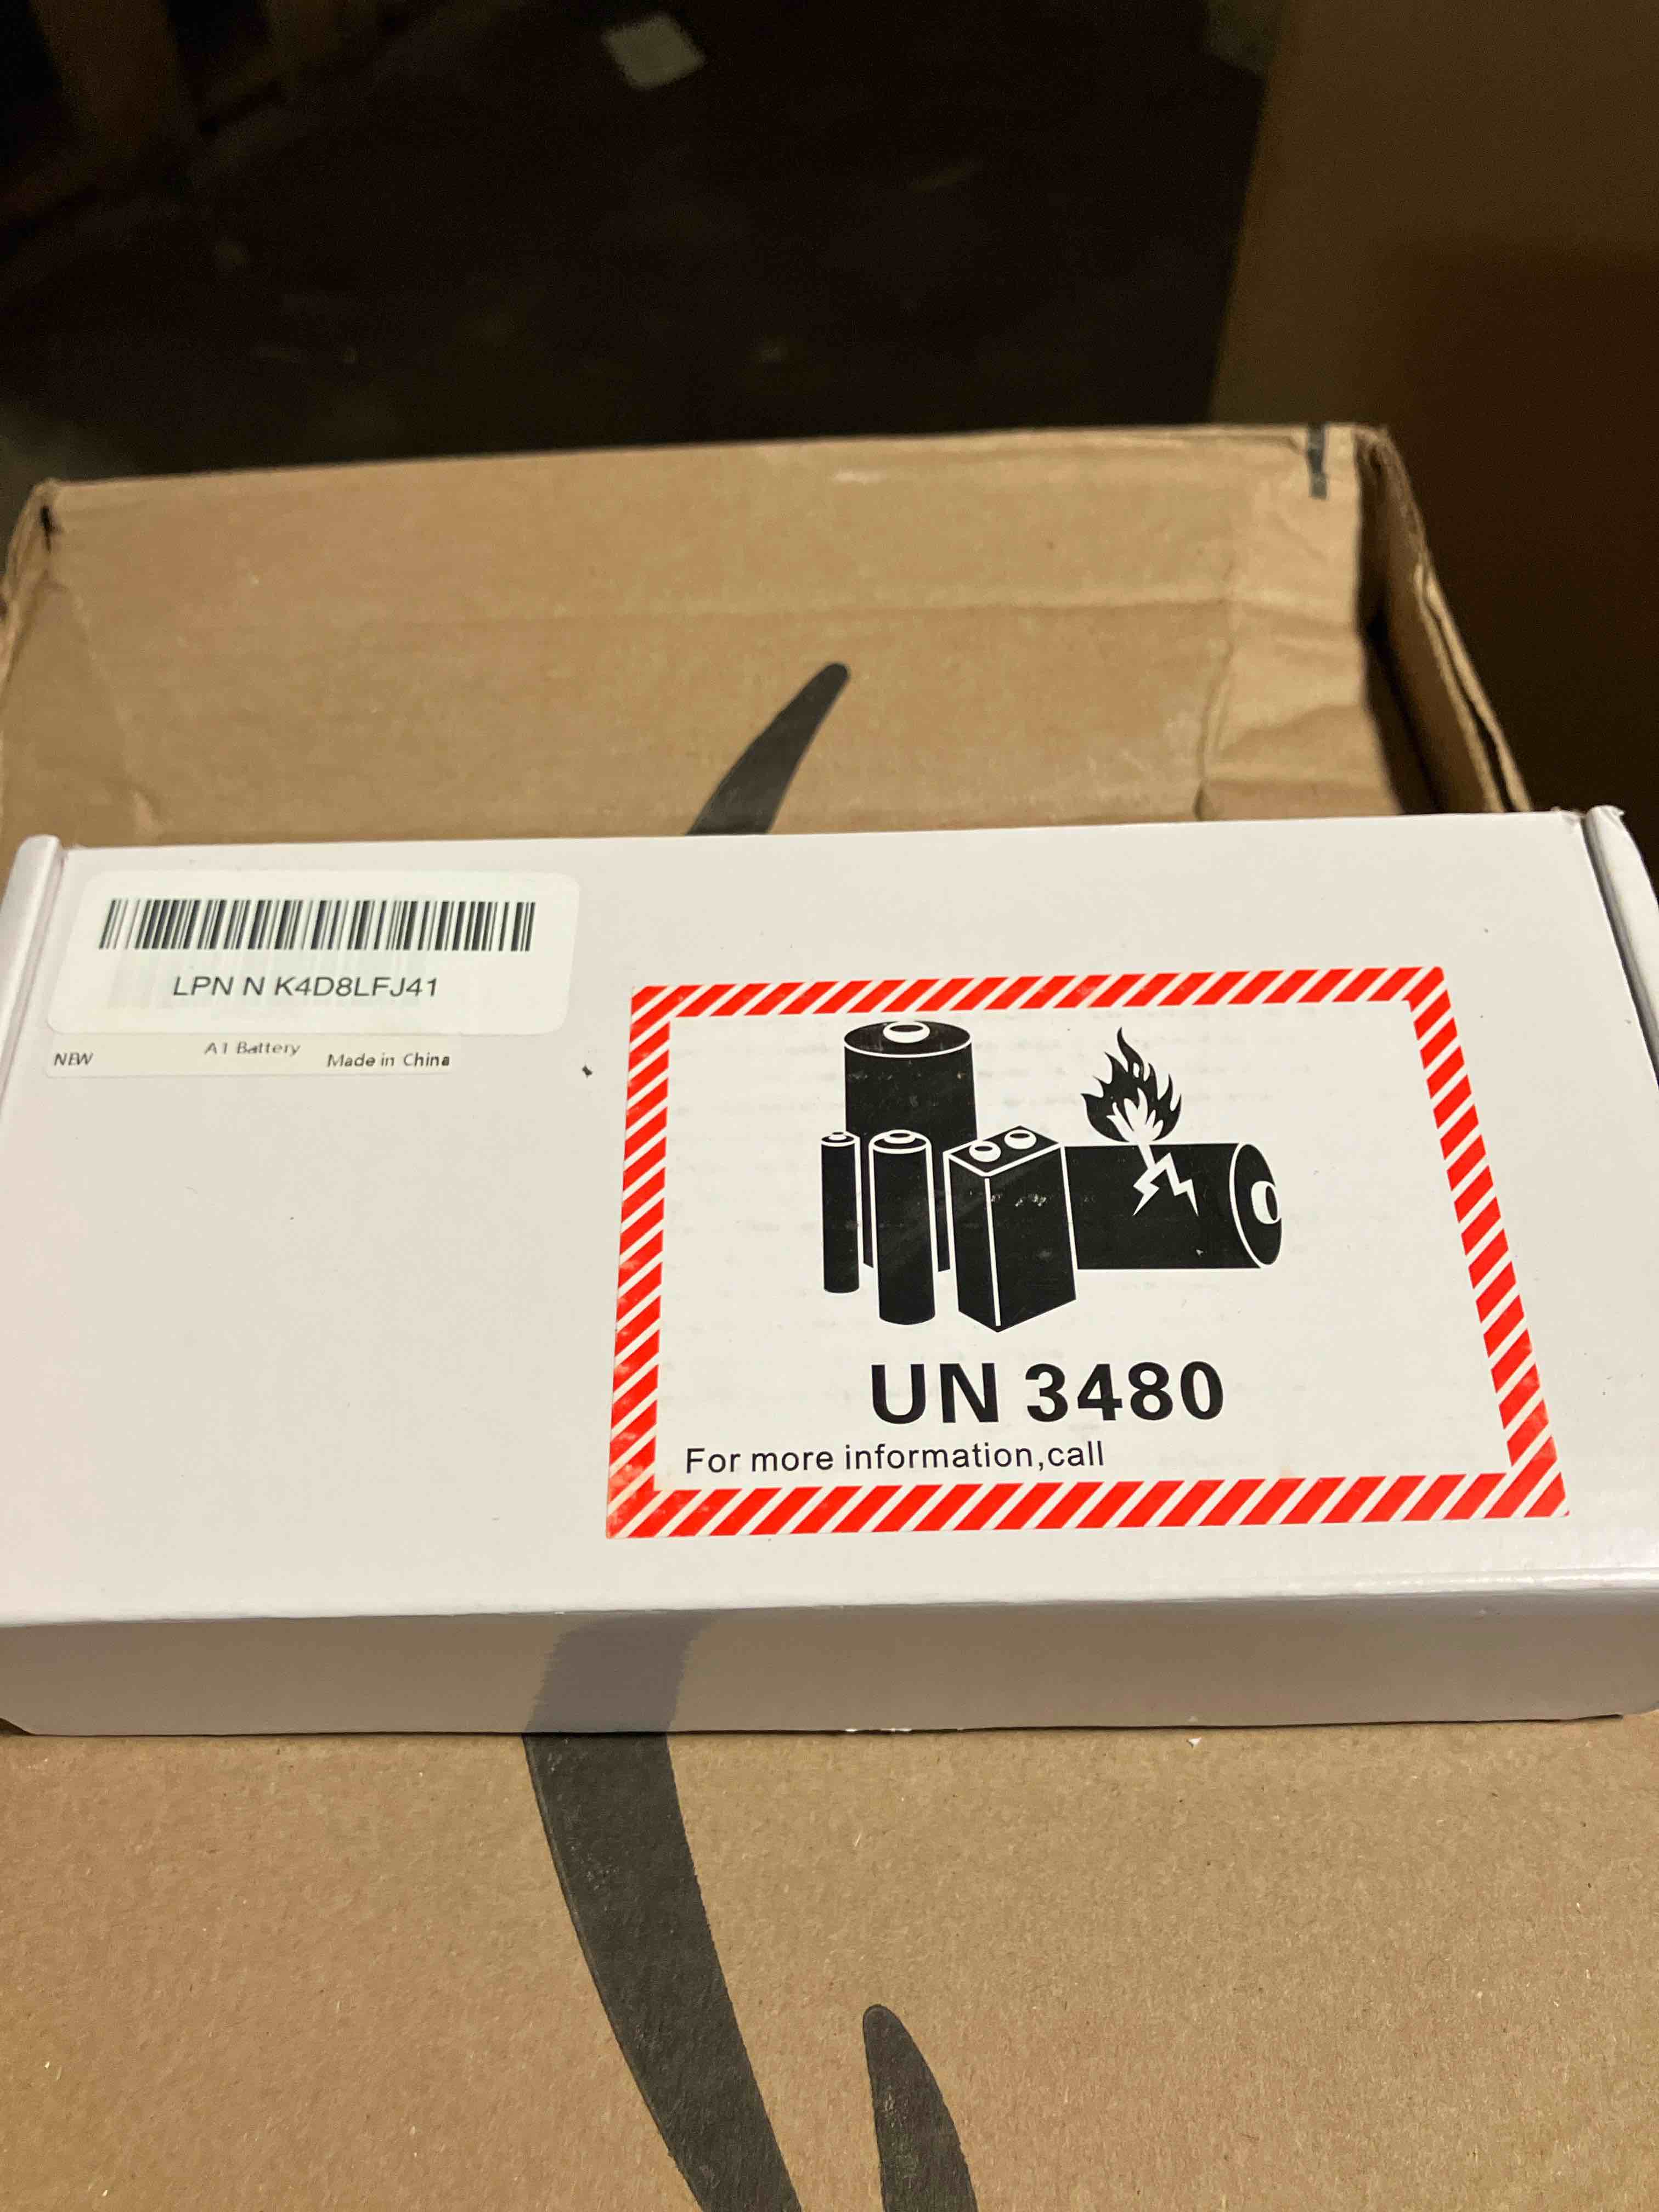 LPN N K4D8LFJ41
NEW A1 Battery Made in China
UN 3480
For more information,call